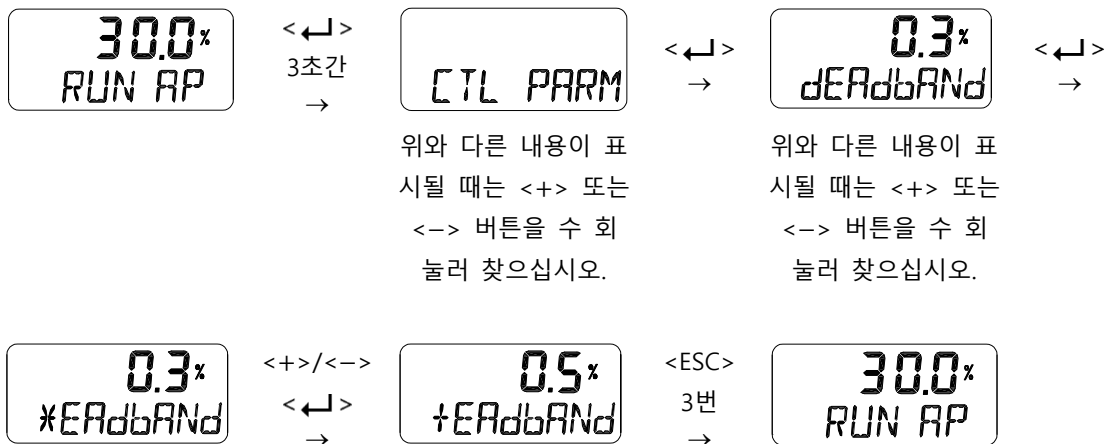 30.0%
RUN AP
<↵>
3초간
→
CTL PARM
위와 다른 내용이 표
시될 때는 <+> 또는
<−> 버튼을 수 회
눌러 찾으십시오.
<↵>
→
0.3%
dEAdbANd
위와 다른 내용이 표
시될 때는 <+> 또는
<−> 버튼을 수 회
눌러 찾으십시오.
<↵>
→
0.3%
*EAdbANd
<+>/<−>
<↵>
→
0.5%
+EAdbANd
<ESC>
3번
→
30.0%
RUN AP